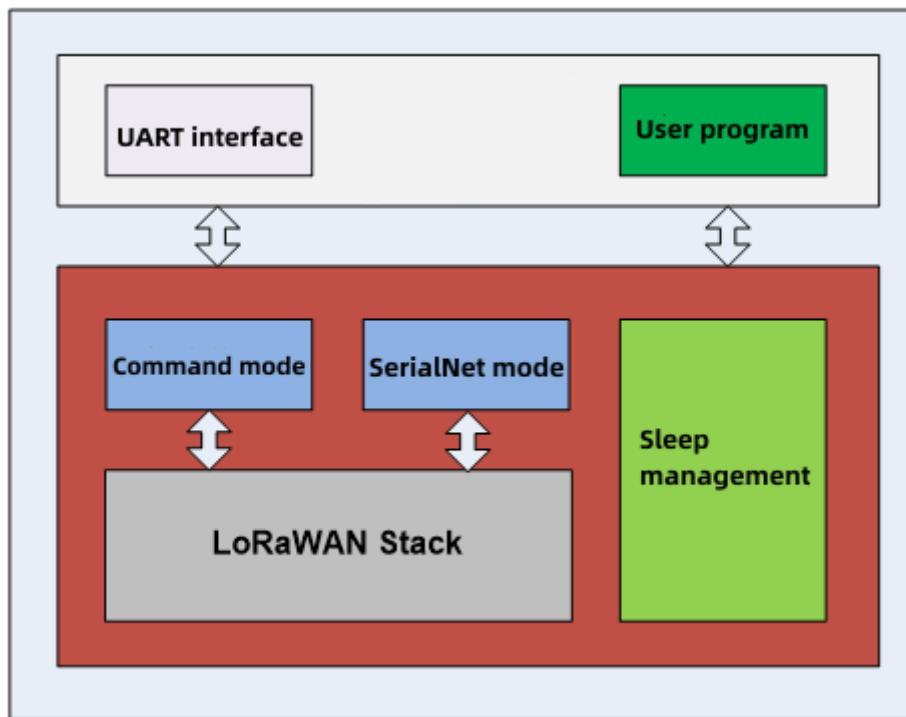 UART interface
User program
Command mode
SerialNet mode
Sleep
management
LoRaWAN Stack